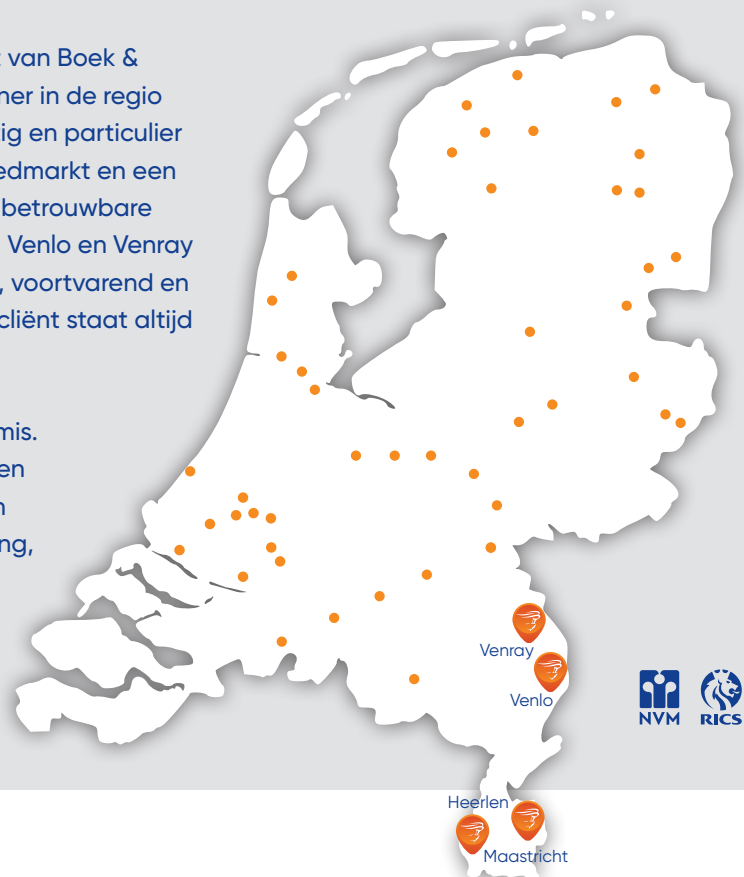 t van Boek &
ner in de regio
tig en particulier
edmarkt en een
betrouwbare
Venlo en Venray
, voortvarend en
cliënt staat altijd
mis.
en
n
ng,
Venray
Venlo
NVM
RICS
Heerlen
Maastricht